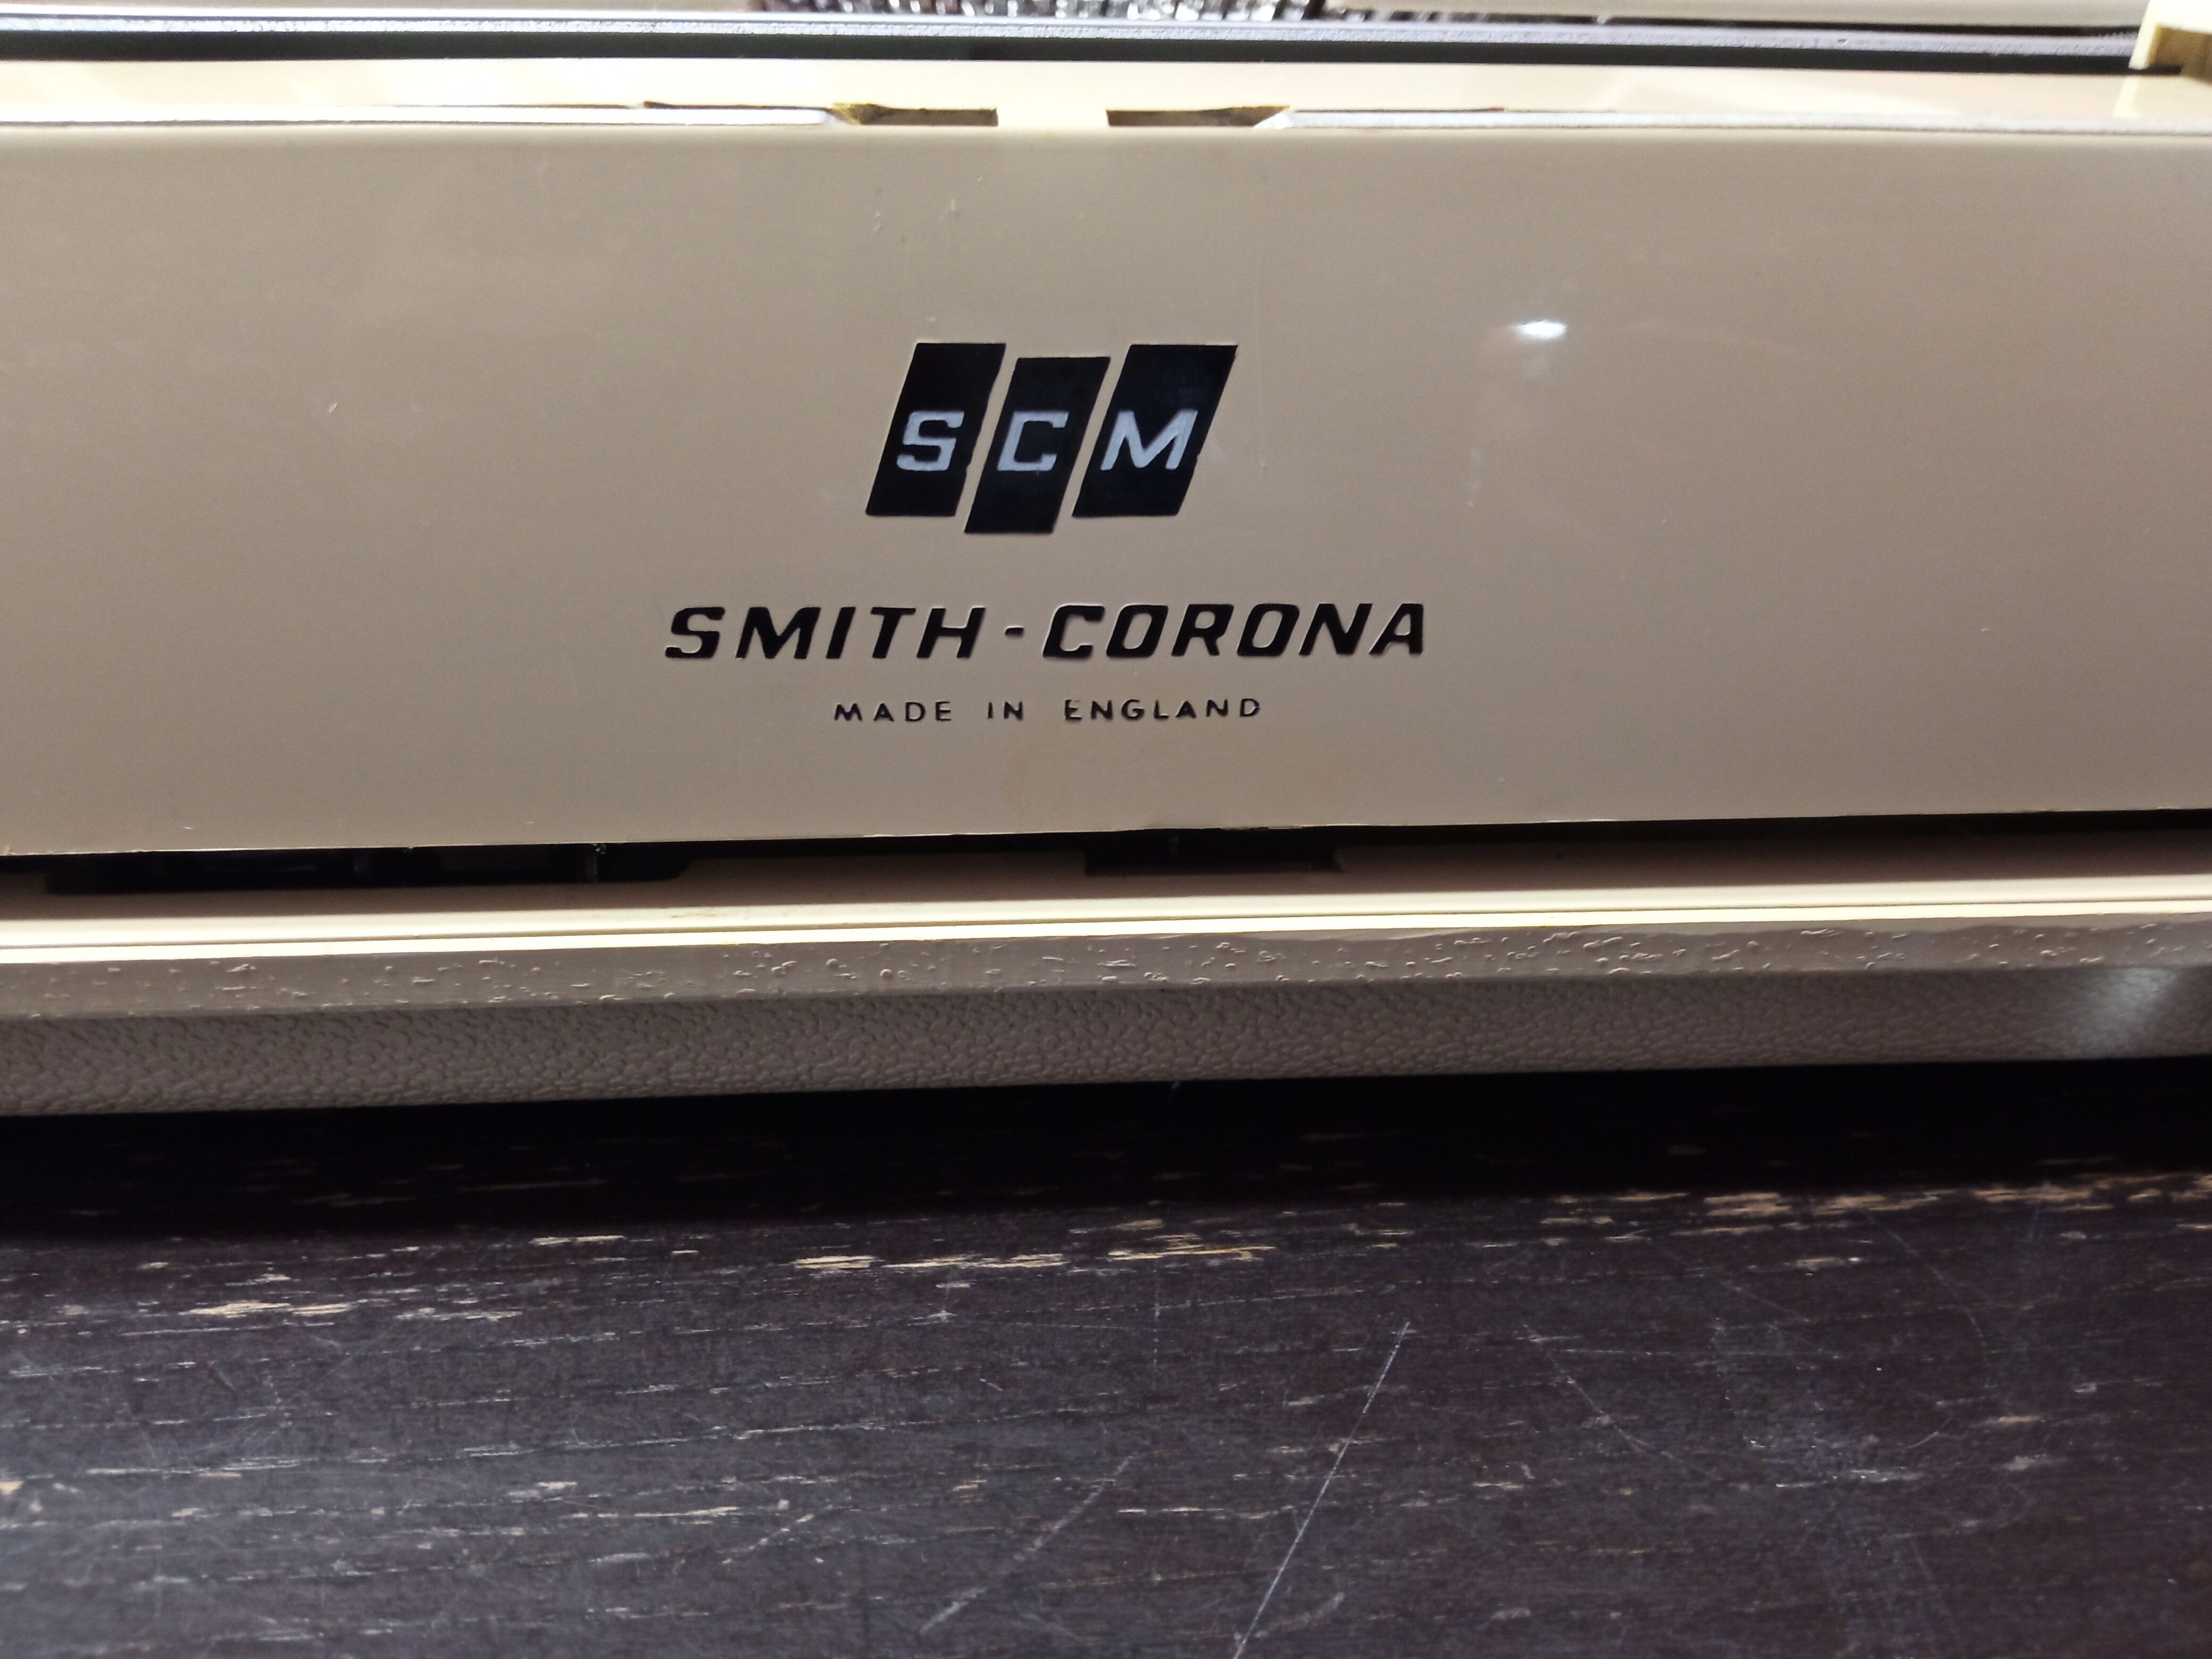 SCM
SMITH-CORONA
MADE IN ENGLAND